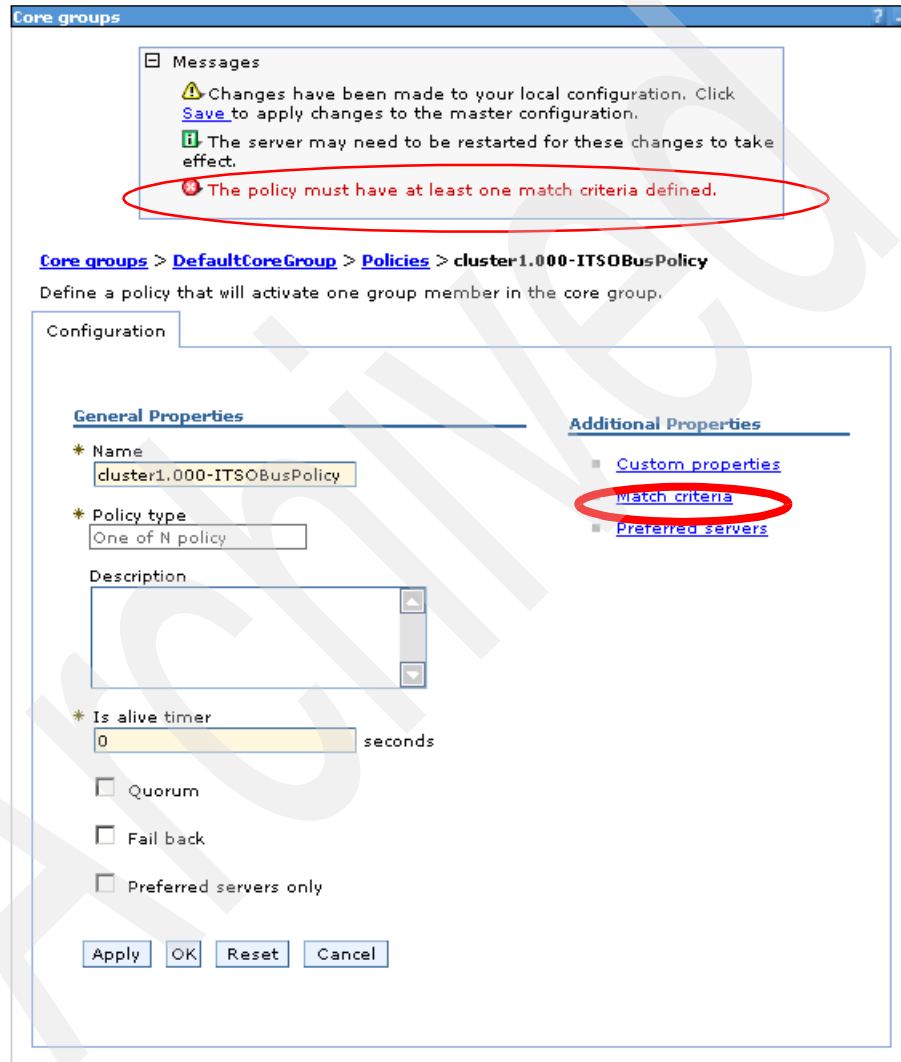 Core groups ? -
Messages
Changes have been made to your local configuration. Click
Save to apply changes to the master configuration.
The server may need to be restarted for these changes to take
effect.
The policy must have at least one match criteria defined.
Core groups > DefaultCoreGroup > Policies > cluster1.000-ITSOBusPolicy
Define a policy that will activate one group member in the core group.
Configuration
General Properties
* Name
cluster1.000-ITSOBusPolicy
* Policy type
One of N policy
Description
* Is alive timer
0 seconds
Quorum
Fail back
Preferred servers only
Apply OK Reset Cancel
Additional Properties
Custom properties
Match criteria
Preferred servers
Archived